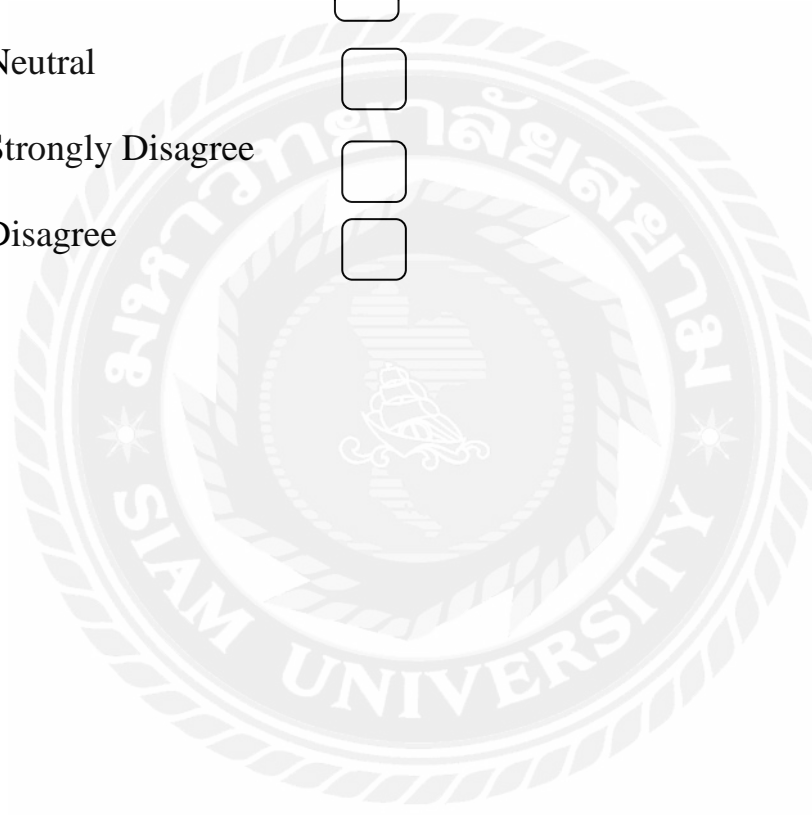 Neutral
Strongly Disagree
Disagree
มหาวิทยาลัยสยาม
SIAM UNIVERSITY